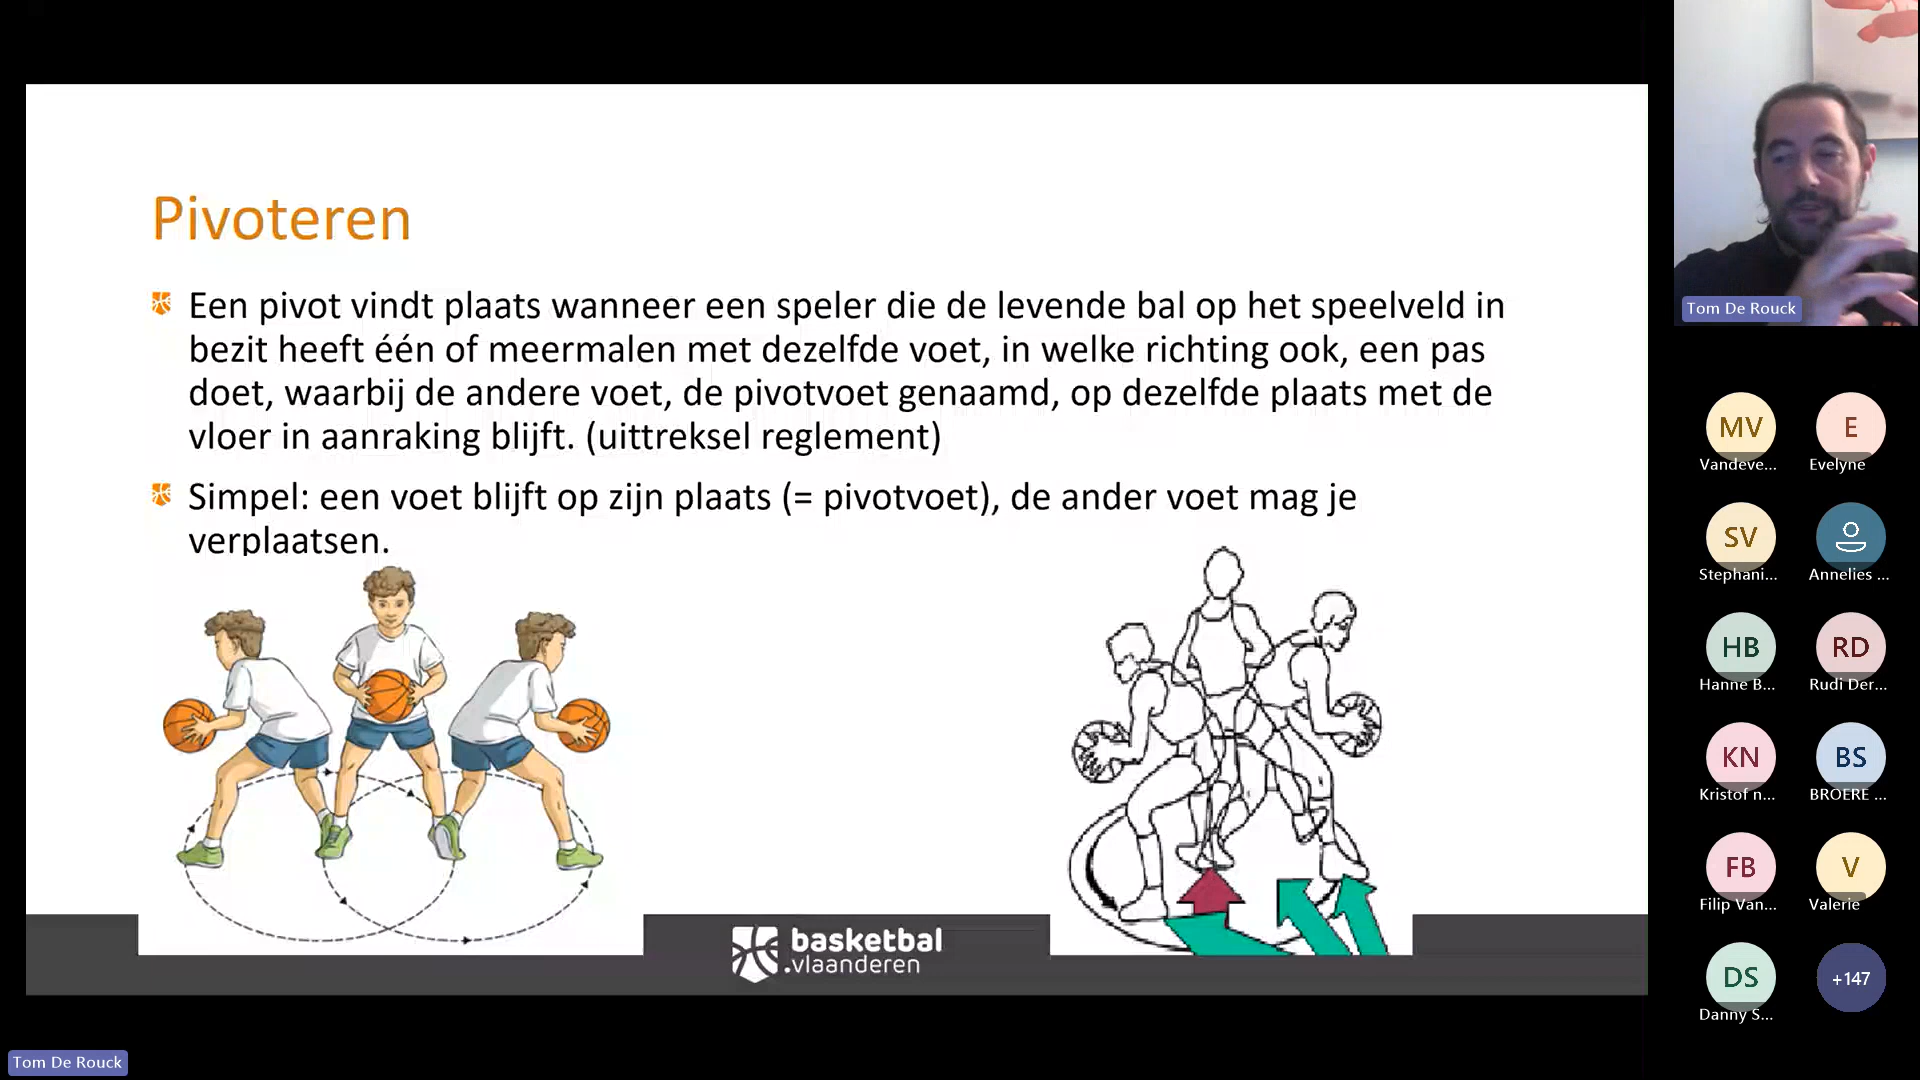 Pivoteren
Een pivot vindt plaats wanneer een speler die de levende bal op het speelveld in
bezit heeft één of meermalen met dezelfde voet, in welke richting ook, een pas
doet, waarbij de andere voet, de pivotvoet genaamd, op dezelfde plaats met de
vloer in aanraking blijft. (uittreksel reglement)
Simpel: een voet blijft op zijn plaats (= pivotvoet), de ander voet mag je
verplaatsen.
basketbal
.vlaanderen
Tom De Rouck
Tom De Rouck
MV
Vandeve...
E
Evelyne
SV
Stephani...
Annelies ...
HB
Hanne B...
RD
Rudi Der...
KN
Kristof n...
BS
BROERE ...
FB
Filip Van...
V
Valerie
DS
Danny S...
+147